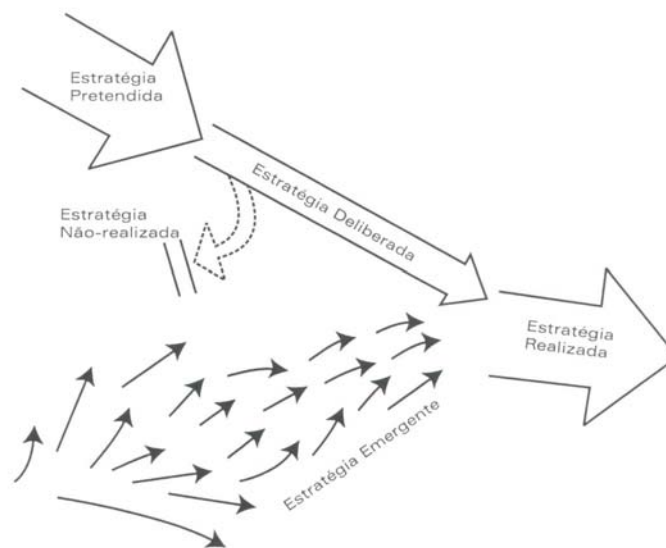 Estratégia
Pretendida
Estratégia Deliberada
Estratégia
Não-realizada
Estratégia
Realizada
Estratégia Emergente